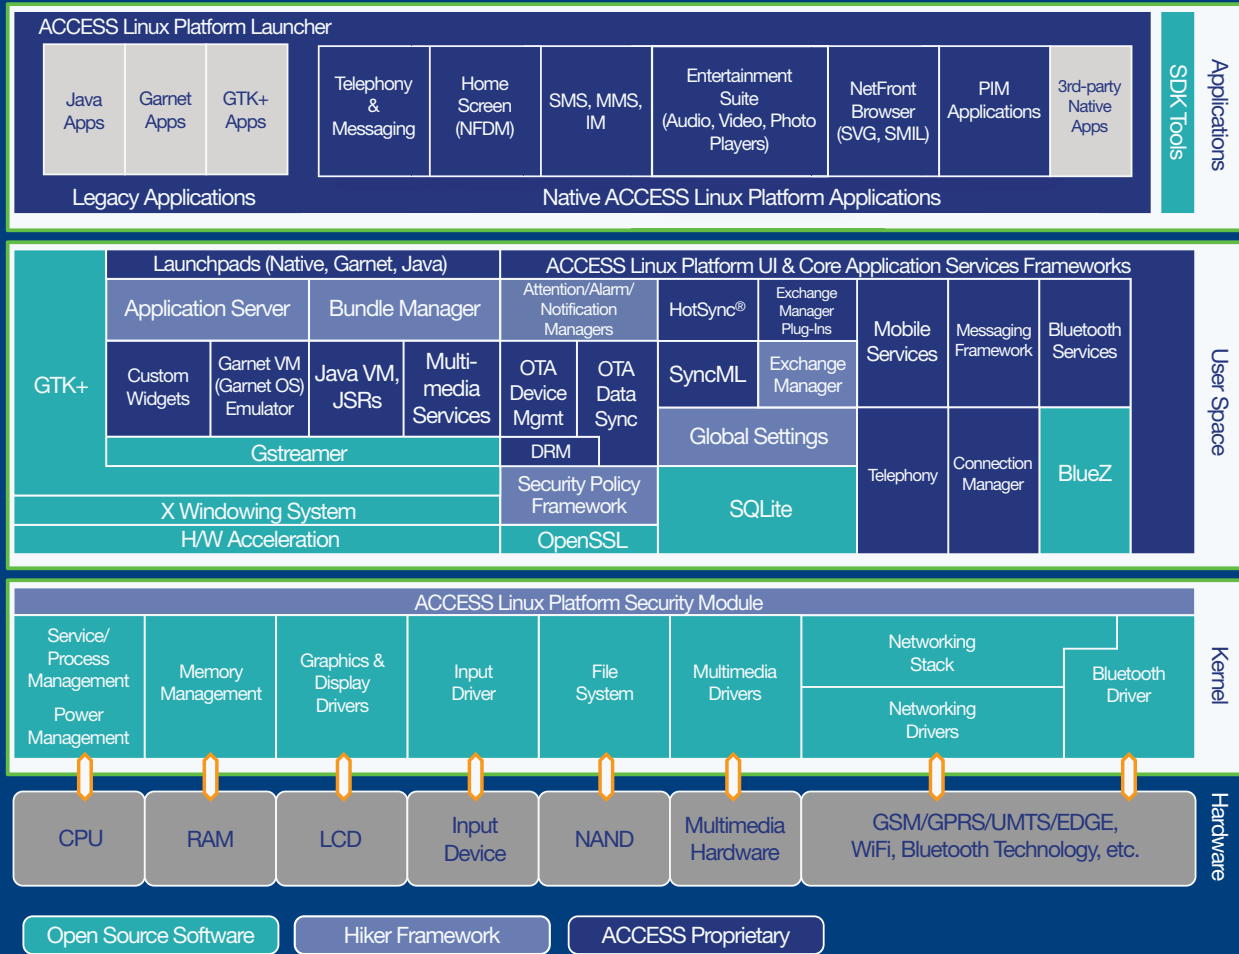 ACCESS Linux Platform Launcher
Java
Apps
Garnet
Apps
GTK+
Apps
Legacy Applications
Telephony
&
Messaging
Home
Screen
(NFDM)
SMS, MMS,
IM
Entertainment
Suite
(Audio, Video, Photo
Players)
NetFront
Browser
(SVG, SMIL)
PIM
Applications
3rd-party
Native
Apps
Native ACCESS Linux Platform Applications
SDK Tools
Applications
GTK+
Launchpads (Native, Garnet, Java)
ACCESS Linux Platform UI & Core Application Services Frameworks
Application Server
Bundle Manager
Attention/Alarm/
Notification
Managers
HotSync®
Exchange
Manager
Plug-Ins
Mobile
Services
Messaging
Framework
Bluetooth
Services
Custom
Widgets
Garnet VM
(Garnet OS)
Emulator
Java VM,
JSRs
Multi-
media
Services
OTA
Device
Mgmt
OTA
Data
Sync
SyncML
Exchange
Manager
Gstreamer
DRM
Global Settings
Security Policy
Framework
SQLite
Telephony
Connection
Manager
BlueZ
X Windowing System
H/W Acceleration
OpenSSL
User Space
ACCESS Linux Platform Security Module
Service/
Process
Management
Power
Management
Memory
Management
Graphics &
Display
Drivers
Input
Driver
File
System
Multimedia
Drivers
Networking
Stack
Networking
Drivers
Bluetooth
Driver
Kernel
CPU
RAM
LCD
Input
Device
NAND
Multimedia
Hardware
GSM/GPRS/UMTS/EDGE,
WiFi, Bluetooth Technology, etc.
Hardware
Open Source Software
Hiker Framework
ACCESS Proprietary